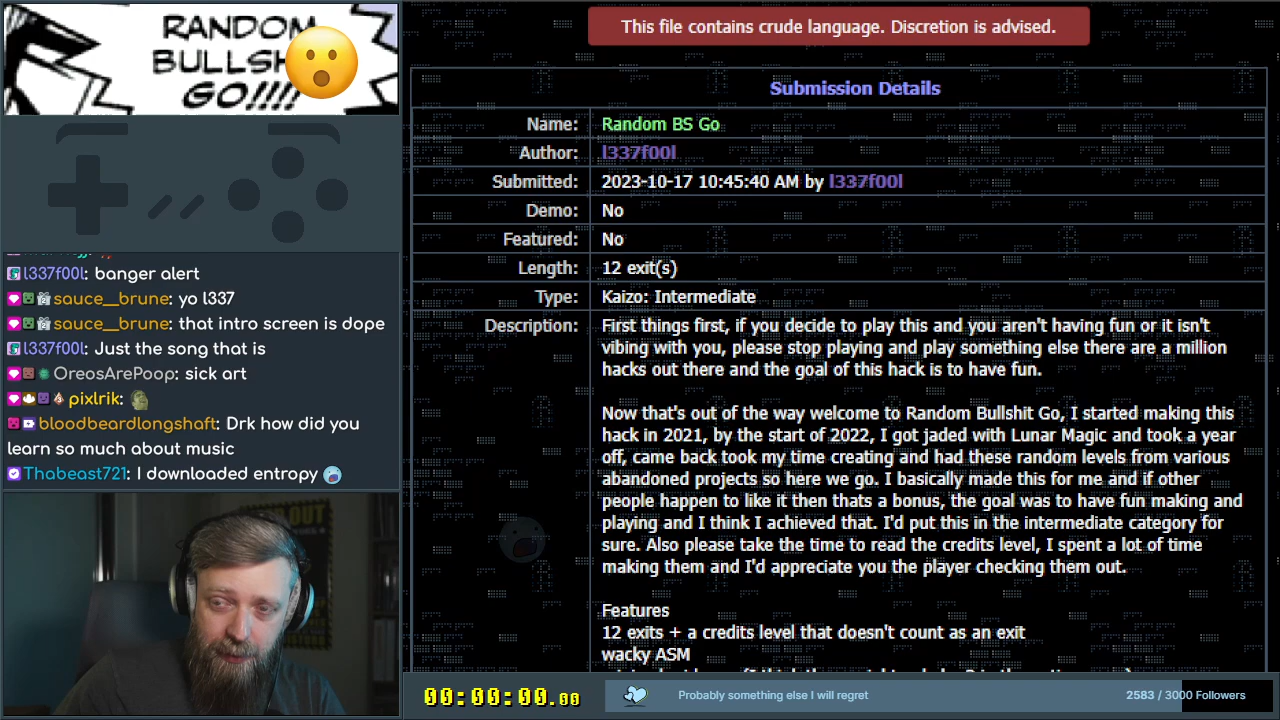 RANDOM
BULLSH
GO!!!!
l337f00l: banger alert
sauce__brune: yo l337
sauce__brune: that intro screen is dope
l337f00l: Just the song that is
OreosArePoop: sick art
pixlrik:
bloodbeardlongshaft: Drk how did you
learn so much about music
Thabeast721: I downloaded entropy
This file contains crude language. Discretion is advised.
Submission Details
Name: Random BS Go
Author: l337f00l
Submitted: 2023-10-17 10:45:40 AM by l337f00l
Demo: No
Featured: No
Length: 12 exit(s)
Type: Kaizo: Intermediate
Description: First things first, if you decide to play this and you aren't having fun or it isn't
vibing with you, please stop playing and play something else there are a million
hacks out there and the goal of this hack is to have fun.
Now that's out of the way welcome to Random Bullshit Go, I started making this
hack in 2021, by the start of 2022, I got jaded with Lunar Magic and took a year
off, came back took my time creating and had these random levels from various
abandoned projects so here we go. I basically made this for me and if other
people happen to like it then thats a bonus, the goal was to have fun making and
playing and I think I achieved that. I'd put this in the intermediate category for
sure. Also please take the time to read the credits level, I spent a lot of time
making them and I'd appreciate you the player checking them out.
Features
12 exits + a credits level that doesn't count as an exit
wacky ASM
00:00:00.00
Probably something else I will regret
2583 / 3000 Followers